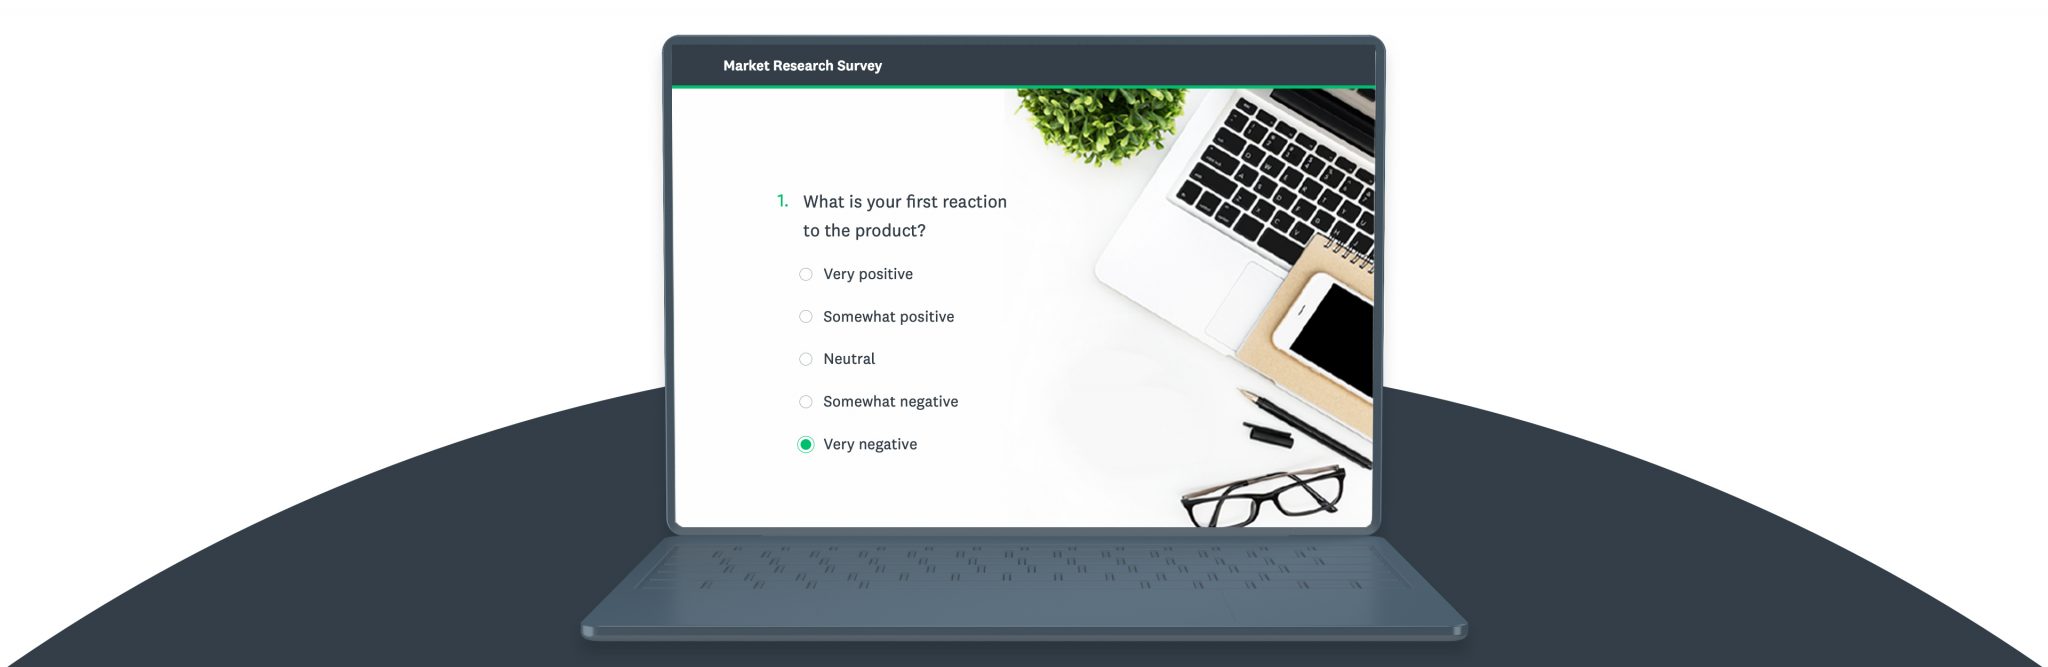 Market Research Survey
1. What is your first reaction
to the product?
Very positive
Somewhat positive
Neutral
Somewhat negative
Very negative